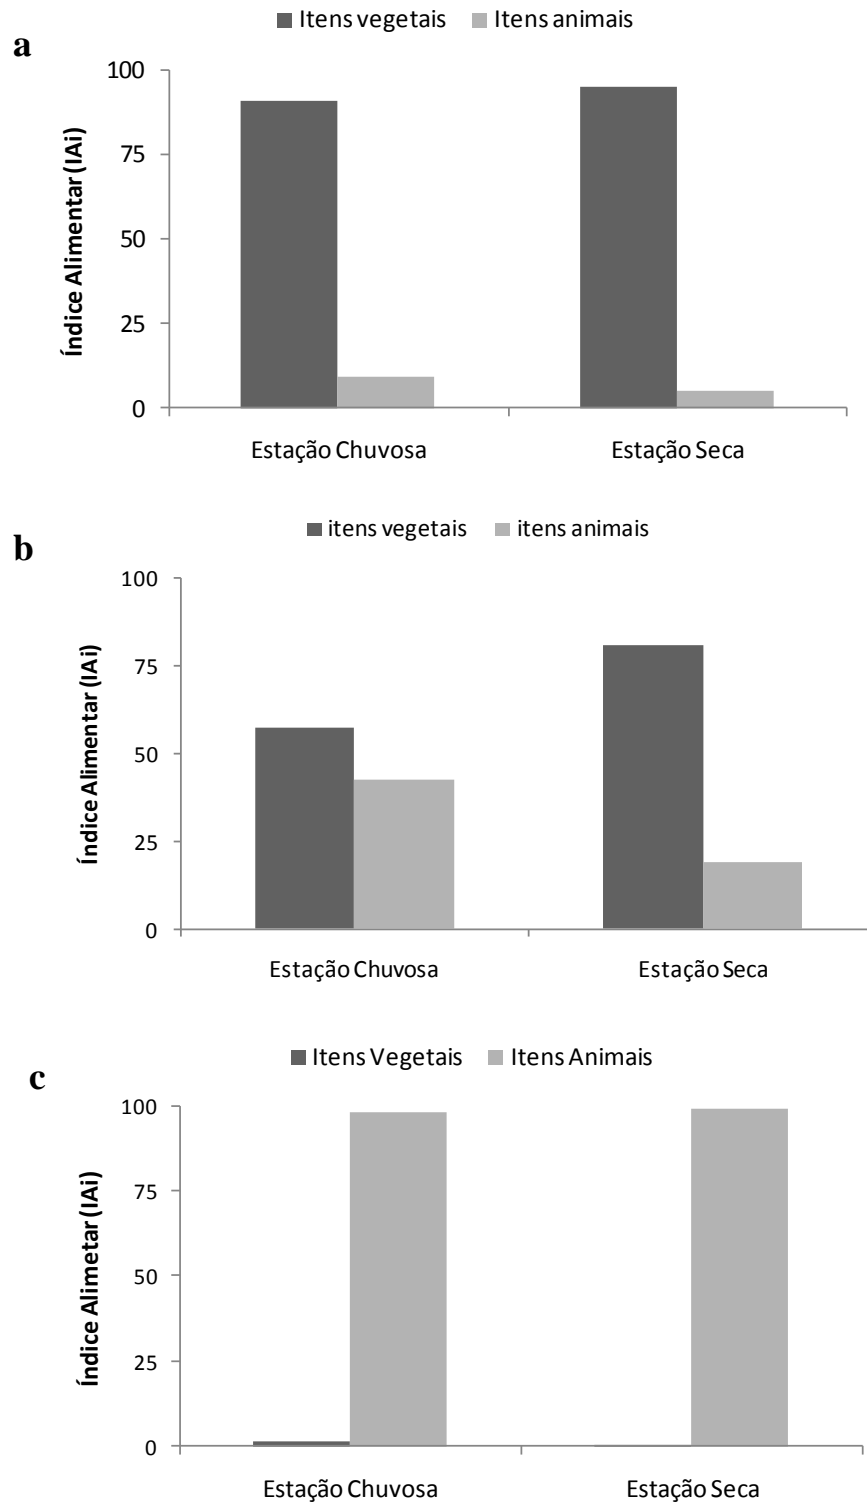 Itens vegetais Itens animais
a
100
75
50
25
0
Índice Alimentar (IAi)
Estação Chuvosa Estação Seca
itens vegetais itens animais
b
100
75
50
25
0
Índice Alimentar (IAi)
Estação Chuvosa Estação Seca
Itens Vegetais Itens Animais
c
100
75
50
25
0
Índice Alimetar (IAi)
Estação Chuvosa Estação Seca